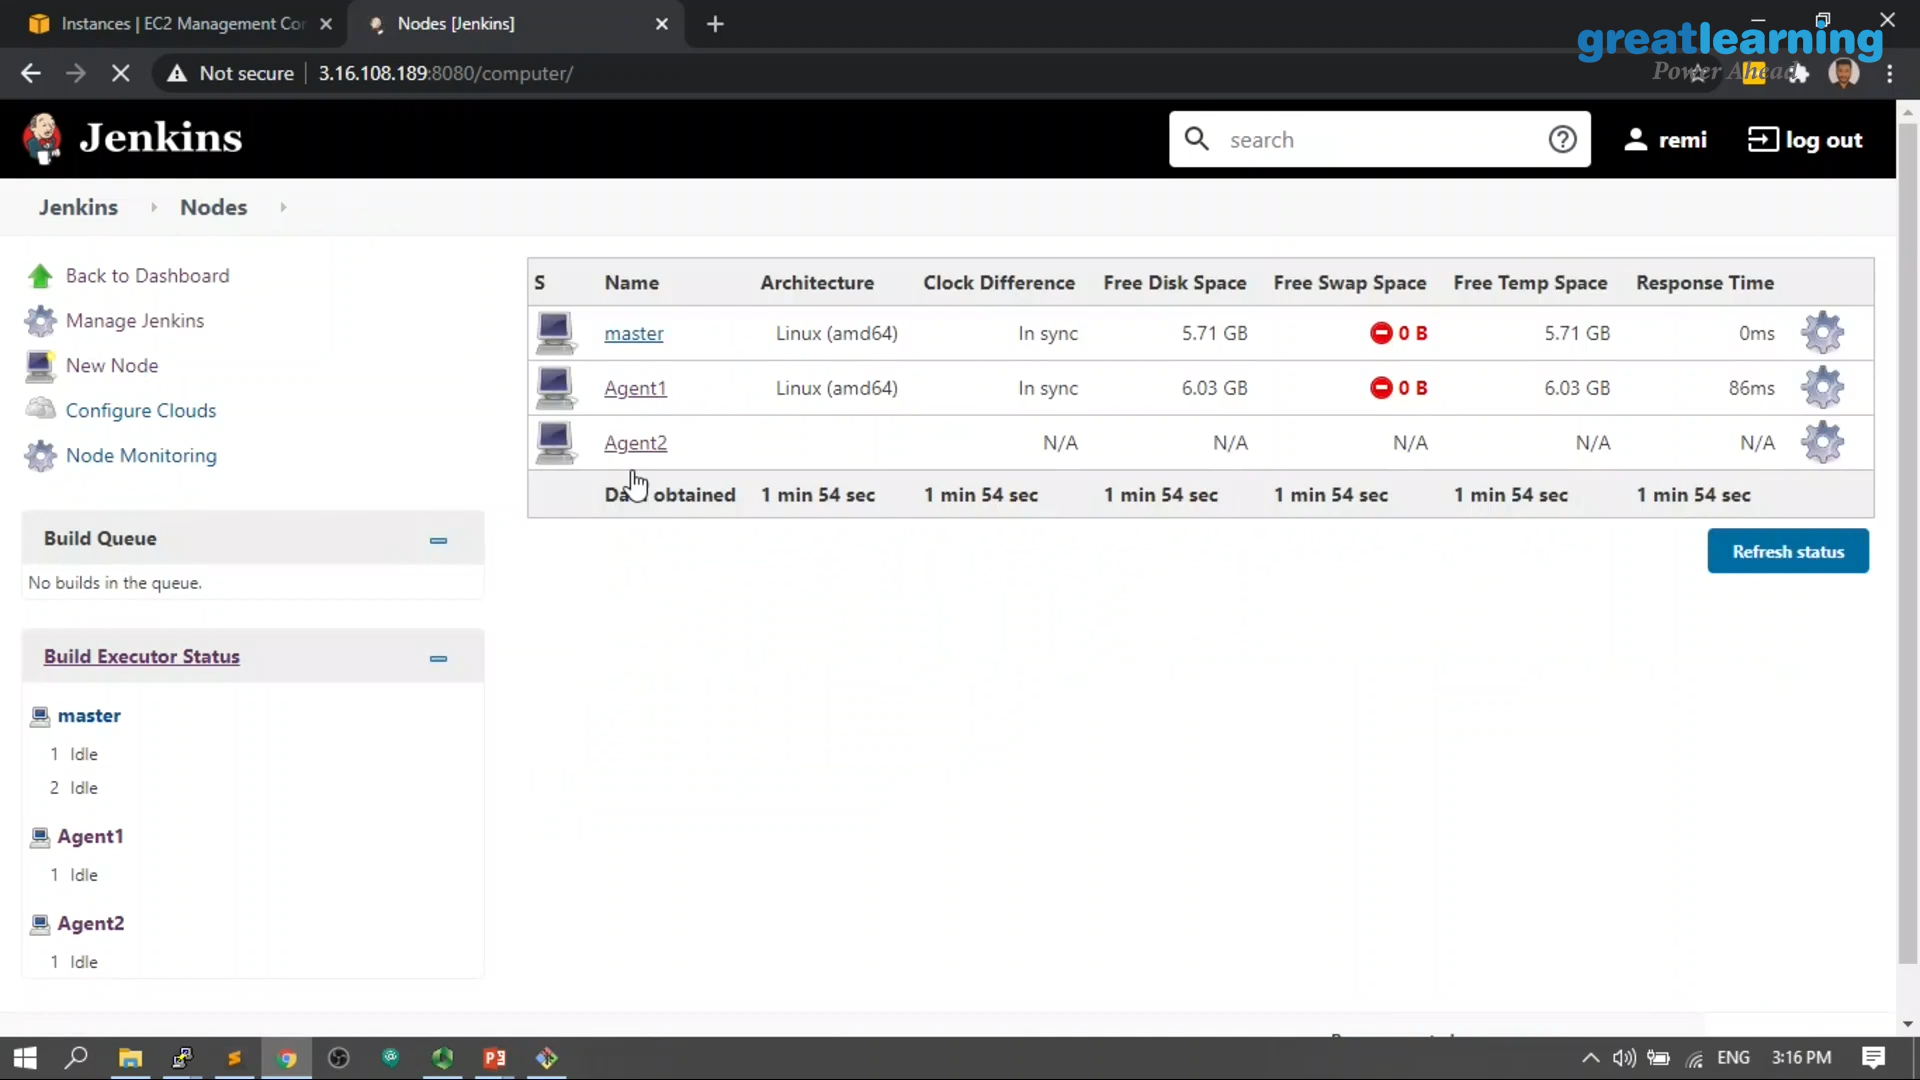 Instances | EC2 Management Cor
Nodes [Jenkins]
greatlearning
Power Ahead
Not secure
3.16.108.189:8080/computer/
Jenkins
search
remi
log out
Jenkins
Nodes
Back to Dashboard
Manage Jenkins
New Node
Configure Clouds
Node Monitoring
S Name Architecture Clock Difference Free Disk Space Free Swap Space Free Temp Space Response Time
master Linux (amd64) In sync 5.71 GB 0 B 5.71 GB 0ms
Agent1 Linux (amd64) In sync 6.03 GB 0 B 6.03 GB 86ms
Agent2 N/A N/A N/A N/A N/A
Data obtained 1 min 54 sec 1 min 54 sec 1 min 54 sec 1 min 54 sec 1 min 54 sec 1 min 54 sec
Refresh status
Build Queue
No builds in the queue.
Build Executor Status
master
1 Idle
2 Idle
Agent1
1 Idle
Agent2
1 Idle
ENG
3:16 PM